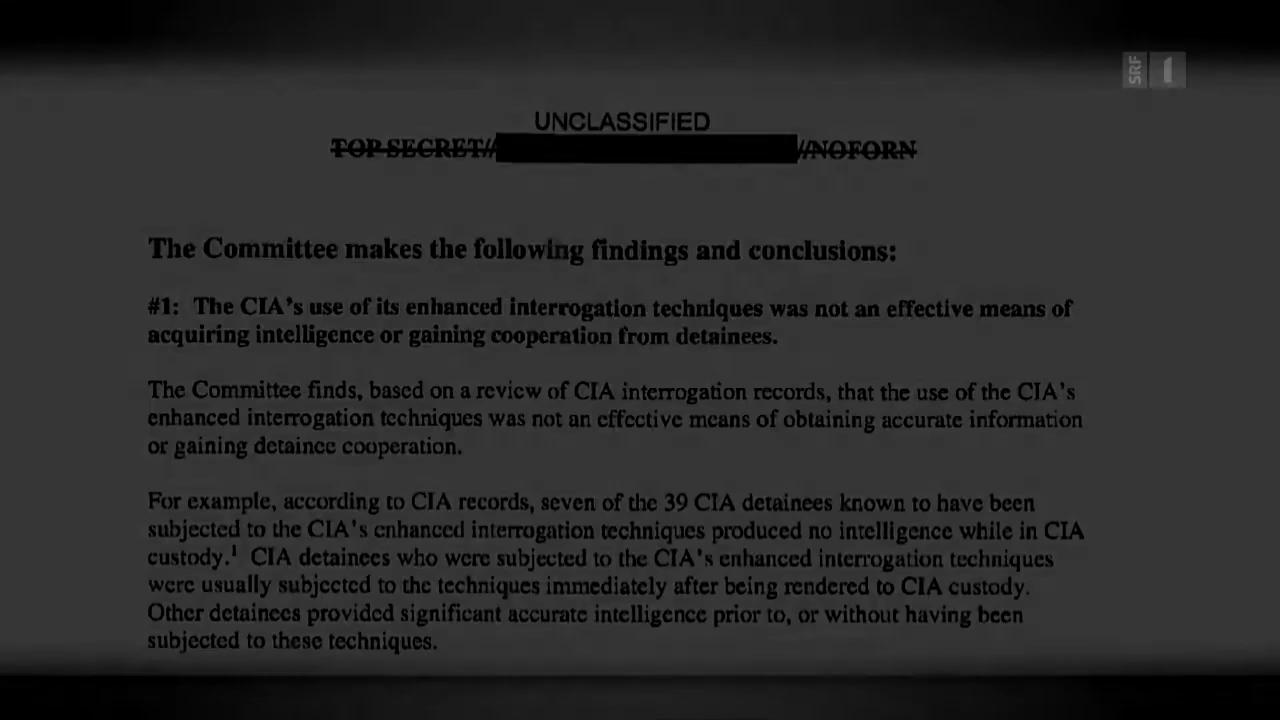 SRF 1
UNCLASSIFIED
TOP SECRET// //NOFORN
The Committee makes the following findings and conclusions:
#1: The CIA's use of its enhanced interrogation techniques was not an effective means of
acquiring intelligence or gaining cooperation from detainees.
The Committee finds, based on a review of CIA interrogation records, that the use of the CIA's
enhanced interrogation techniques was not an effective means of obtaining accurate information
or gaining detainee cooperation.
For example, according to CIA records, seven of the 39 CIA detainees known to have been
subjected to the CIA's enhanced interrogation techniques produced no intelligence while in CIA
custody.¹ CIA detainees who were subjected to the CIA's enhanced interrogation techniques
were usually subjected to the techniques immediately after being rendered to CIA custody.
Other detainees provided significant accurate intelligence prior to, or without having been
subjected to these techniques.